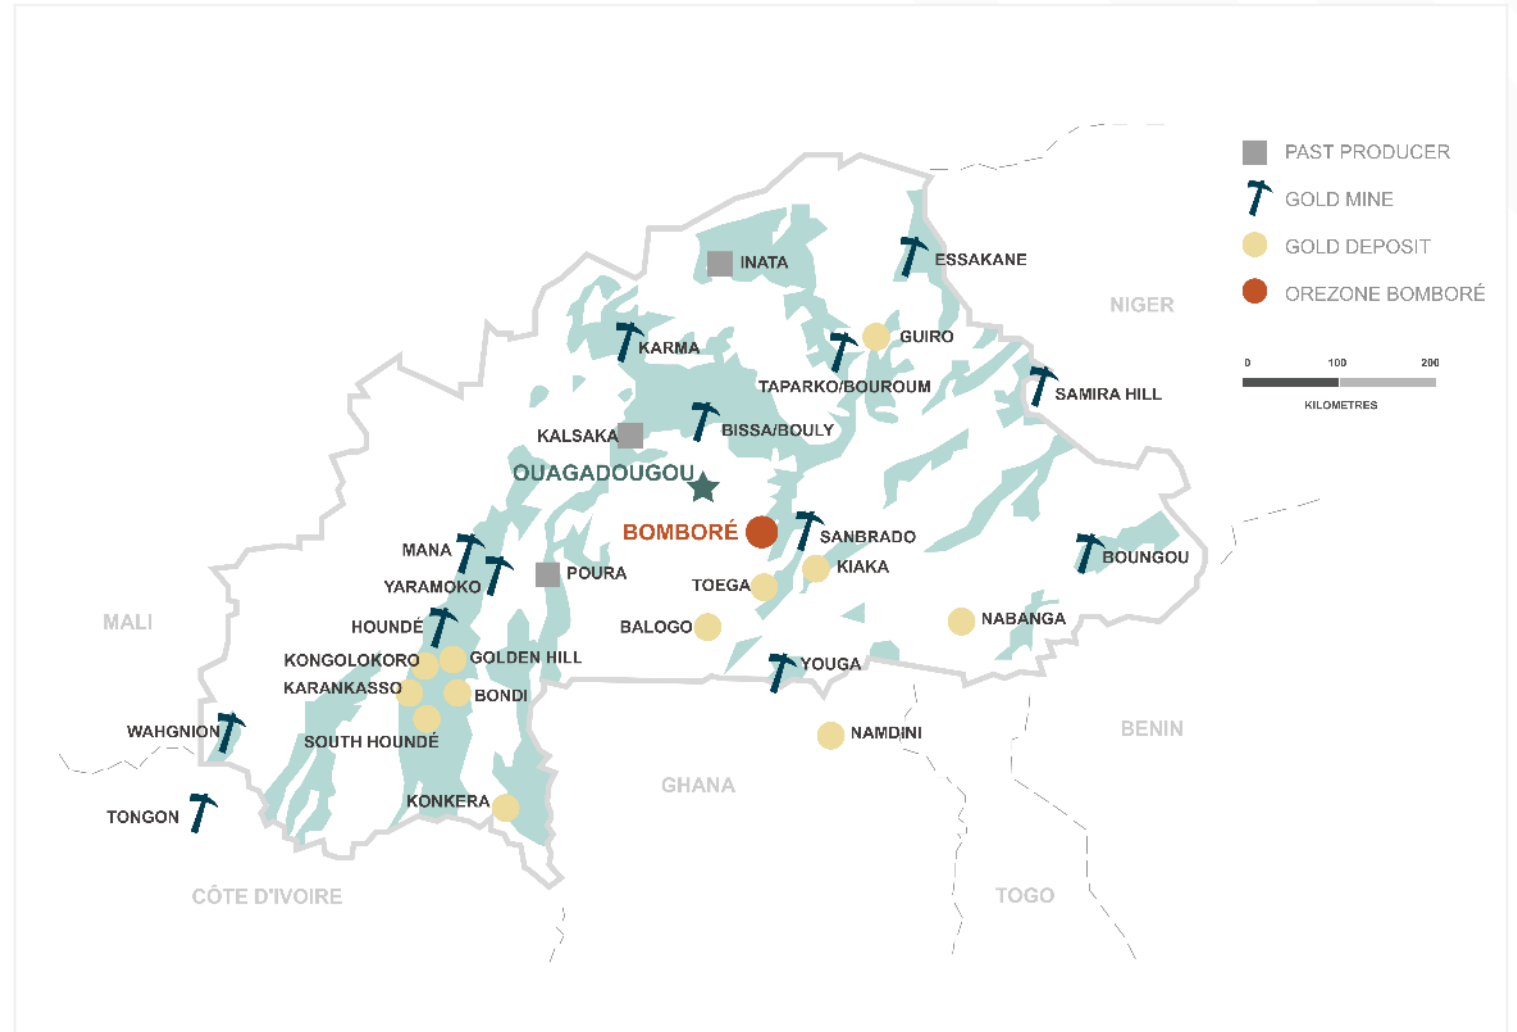 PAST PRODUCER
GOLD MINE
GOLD DEPOSIT
OREZONE BOMBORÉ
0 100 200
KILOMETRES
INATA
ESSAKANE
NIGER
GUIRO
KARMA
TAPARKO/BOUROUM
SAMIRA HILL
BISSA/BOULY
KALSAKA
OUAGADOUGOU
BOMBORÉ
SANBRADO
MANA
BOUNGOU
KIAKA
POURA
TOEGA
YARAMOKO
MALI
HOUNDÉ
BALOGO
NABANGA
KONGOLOKORO
GOLDEN HILL
YOUGA
KARANKASSO
BONDI
WAHGNION
SOUTH HOUNDÉ
NAMDINI
BENIN
GHANA
KONKERA
TONGON
CÔTE D'IVOIRE
TOGO